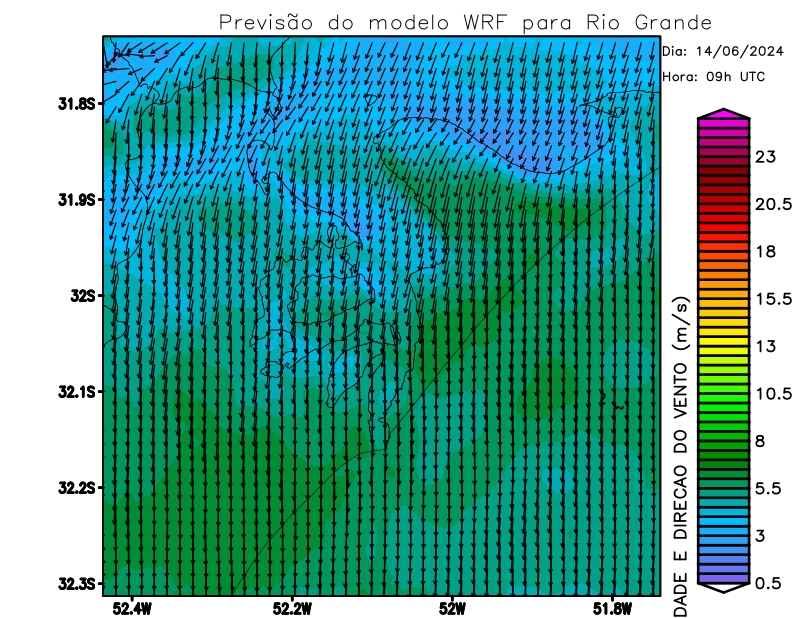 Previsão do modelo WRF para Rio Grande
Dia: 14/06/2024
Hora: 09h UTC
31.8S
31.9S
32S
32.1S
32.2S
32.3S
52.4W
52.2W
52W
51.8W
23
20.5
18
15.5
13
10.5
8
5.5
3
0.5
DADE E DIRECAO DO VENTO (m/s)